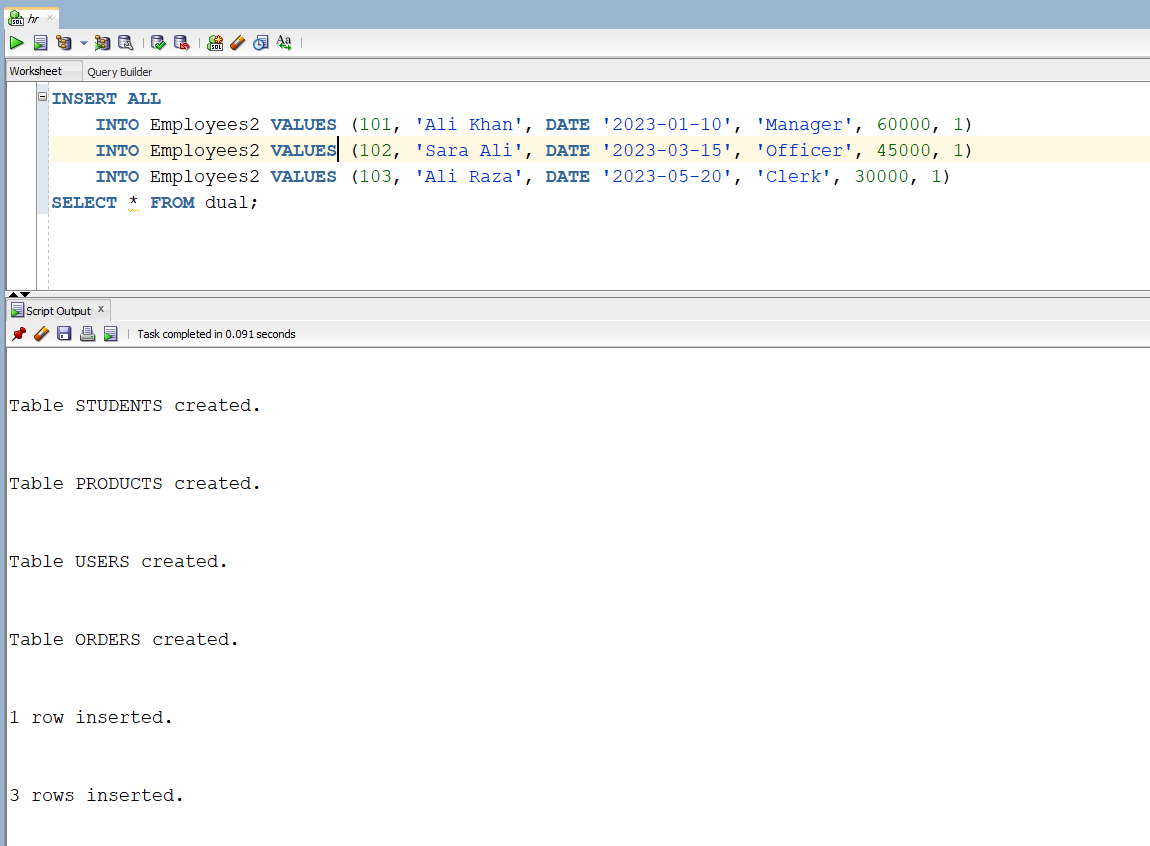 hr
Worksheet Query Builder
INSERT ALL
INTO Employees2 VALUES (101, 'Ali Khan', DATE '2023-01-10', 'Manager', 60000, 1)
INTO Employees2 VALUES (102, 'Sara Ali', DATE '2023-03-15', 'Officer', 45000, 1)
INTO Employees2 VALUES (103, 'Ali Raza', DATE '2023-05-20', 'Clerk', 30000, 1)
SELECT * FROM dual;
Script Output x
Task completed in 0.091 seconds
Table STUDENTS created.
Table PRODUCTS created.
Table USERS created.
Table ORDERS created.
1 row inserted.
3 rows inserted.